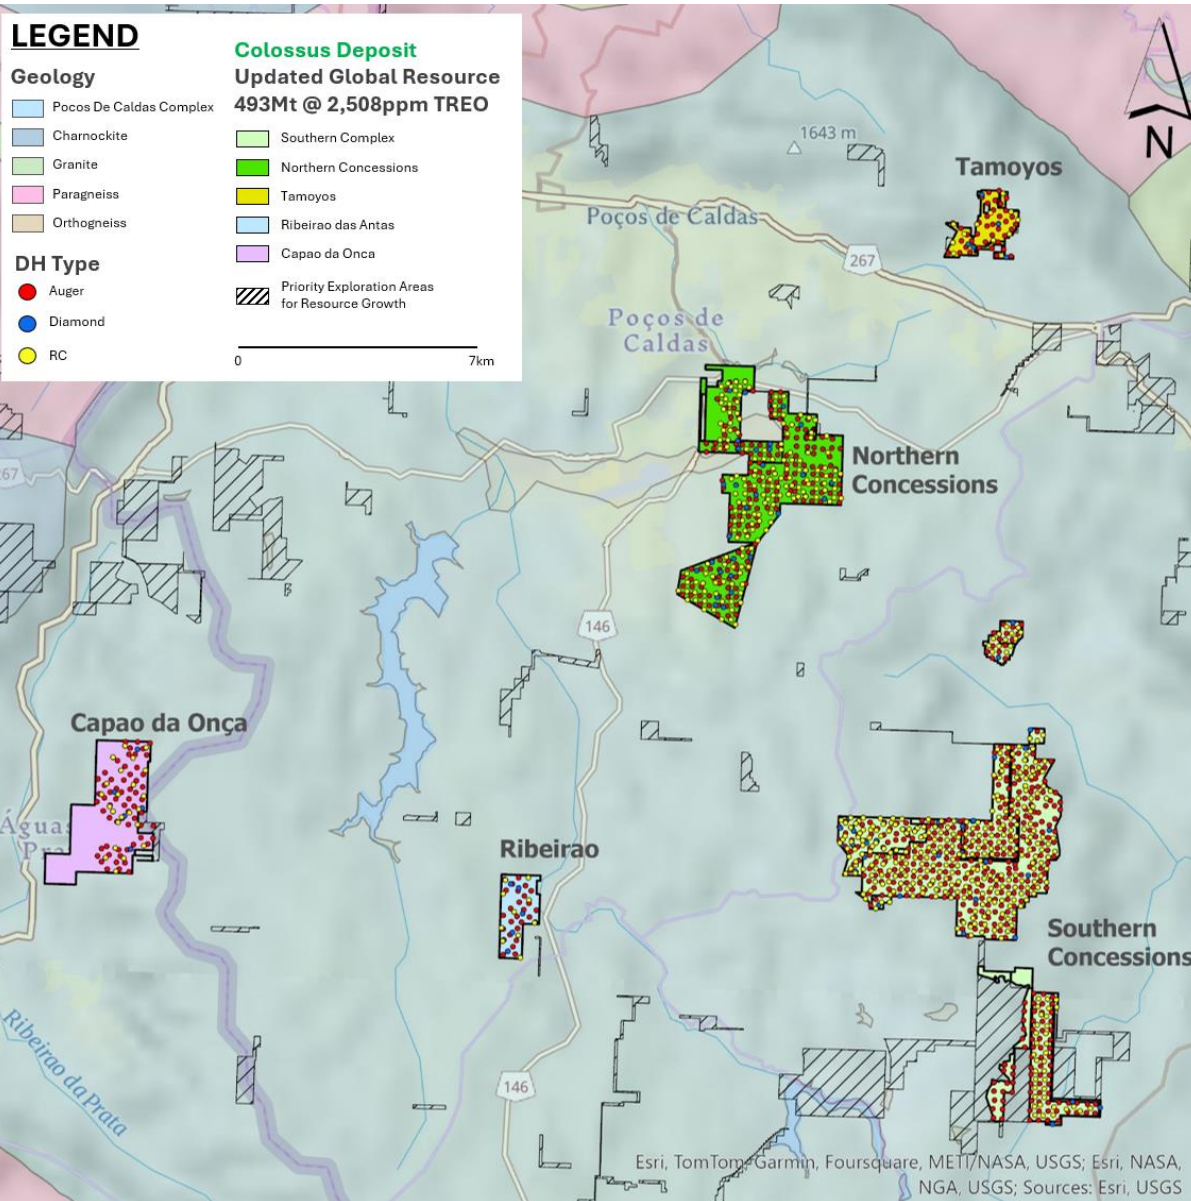 LEGEND
Geology
Pocos De Caldas Complex
Charnockite
Granite
Paragneiss
Orthogneiss
DH Type
Auger
Diamond
RC
Colossus Deposit
Updated Global Resource
493Mt @ 2,508ppm TREO
Southern Complex
Northern Concessions
Tamoyos
Ribeirao das Antas
Capao da Onca
Priority Exploration Areas
for Resource Growth
0 7km
N
1643 m
Tamoyos
Poços de Caldas
267
Poços de
Caldas
Northern
Concessions
267
146
Capao da Onça
Águas
Pra
Ribeirao
Southern
Concessions
Ribeirao da Prata
146
Esri, TomTom, Garmin, Foursquare, METI/NASA, USGS; Esri, NASA,
NGA, USGS; Sources: Esri, USGS